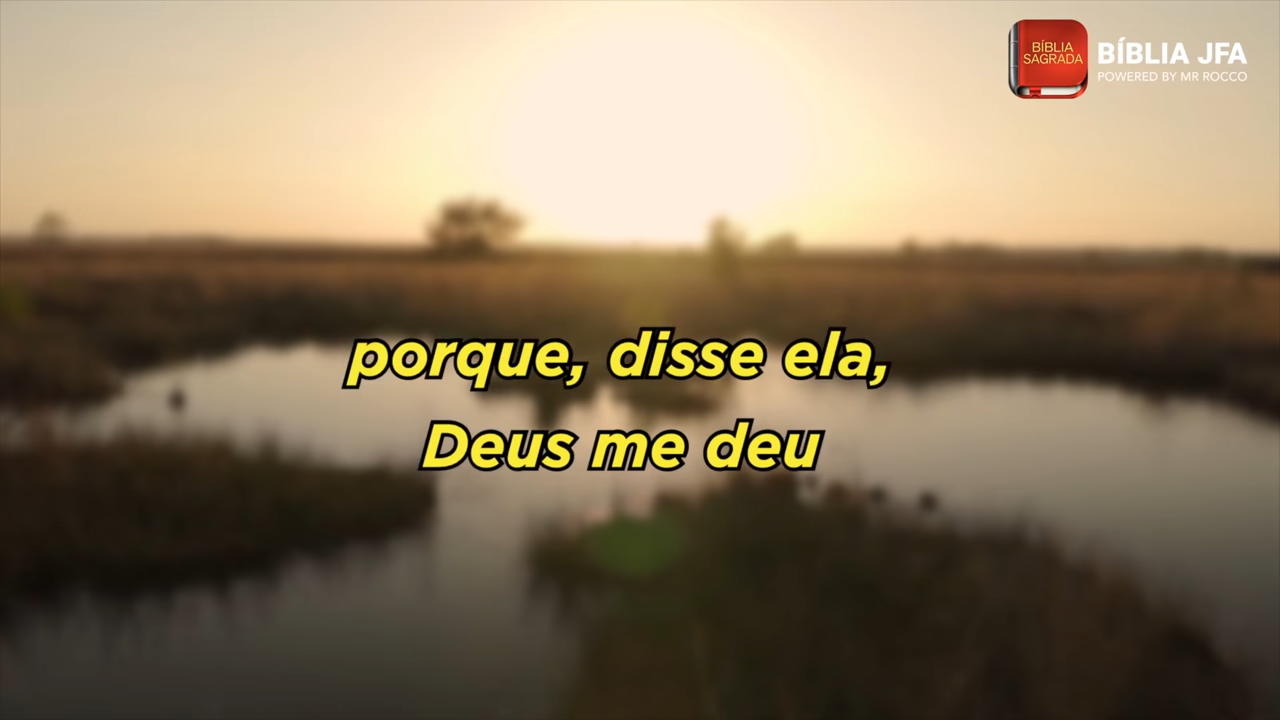 BÍBLIA
SAGRADA
BÍBLIA JFA
POWERED BY MR ROCCO
porque, disse ela,
Deus me deu